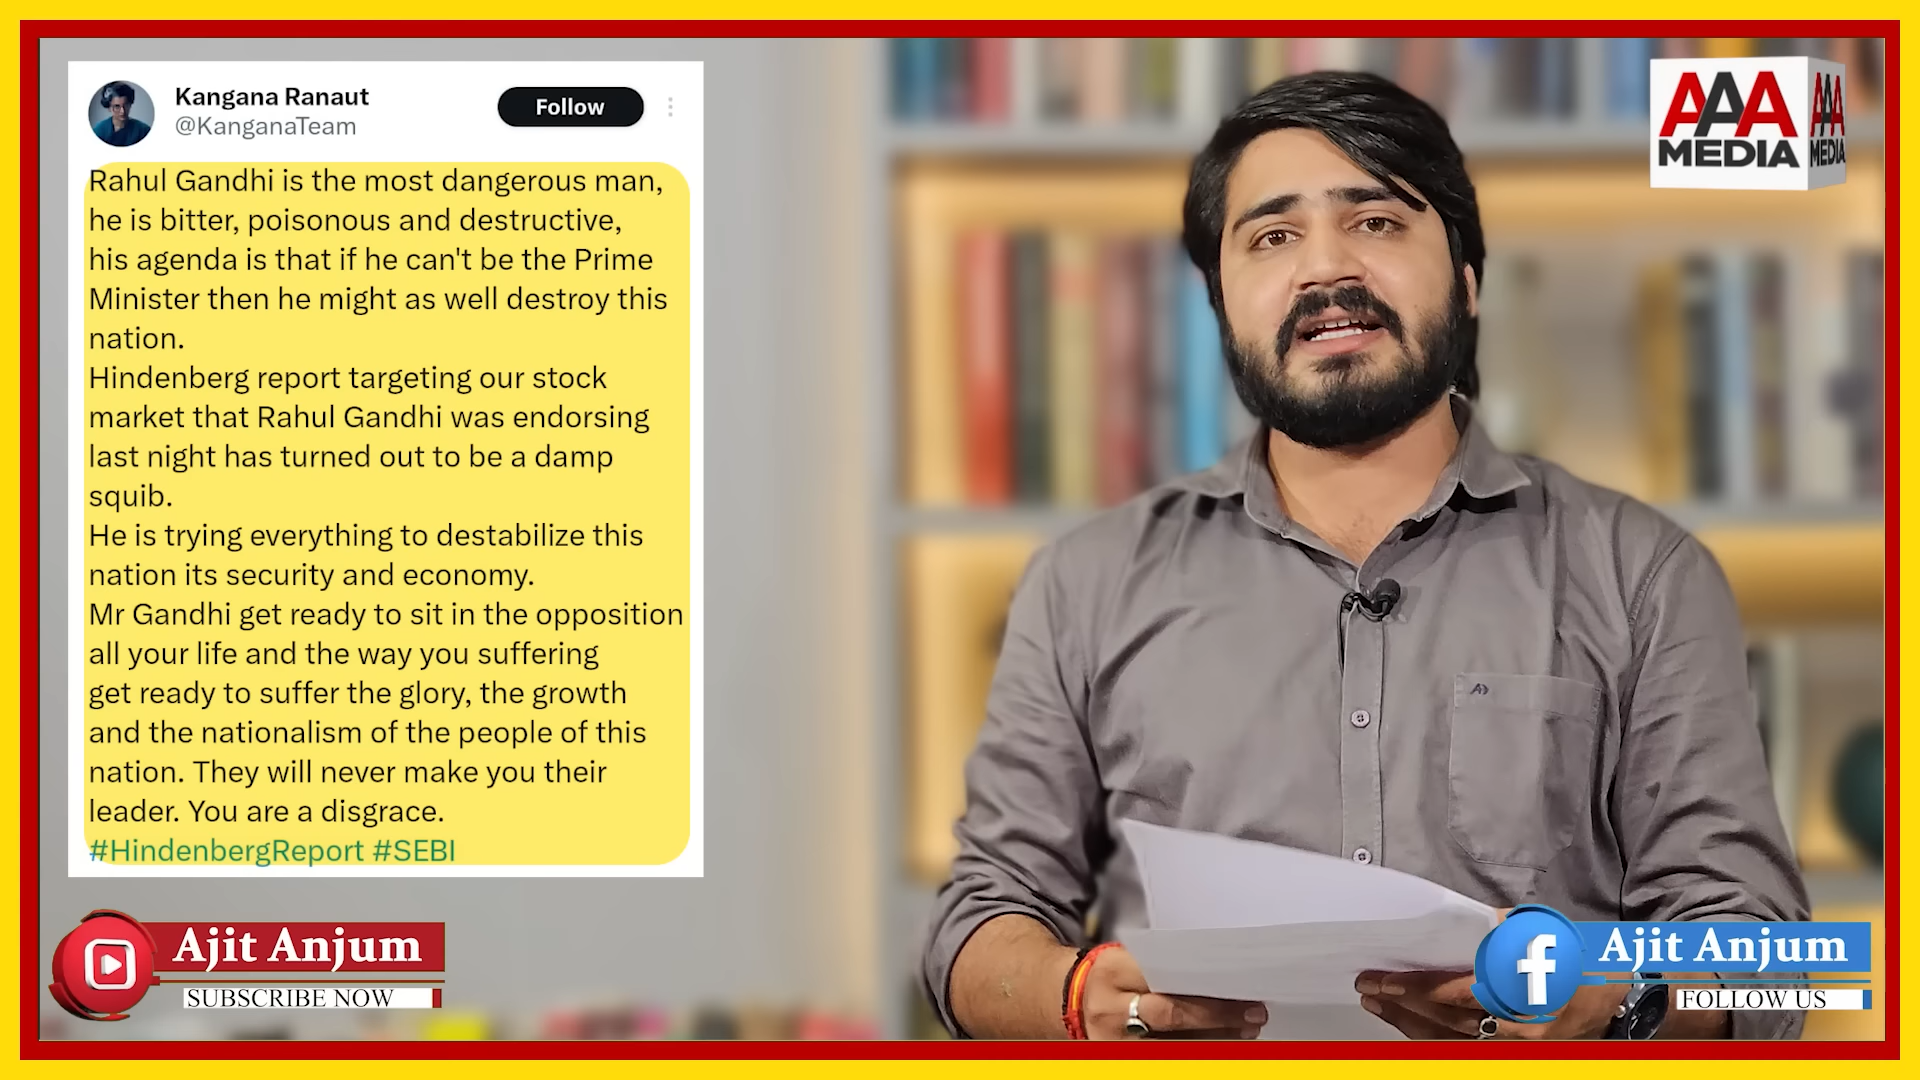 Kangana Ranaut
@KanganaTeam
Follow
Rahul Gandhi is the most dangerous man,
he is bitter, poisonous and destructive,
his agenda is that if he can't be the Prime
Minister then he might as well destroy this
nation.
Hindenberg report targeting our stock
market that Rahul Gandhi was endorsing
last night has turned out to be a damp
squib.
He is trying everything to destabilize this
nation its security and economy.
Mr Gandhi get ready to sit in the opposition
all your life and the way you suffering
get ready to suffer the glory, the growth
and the nationalism of the people of this
nation. They will never make you their
leader. You are a disgrace.
#HindenbergReport #SEBI
AAA
MEDIA
AAA
MEDIA
Ajit Anjum
SUBSCRIBE NOW
Ajit Anjum
FOLLOW US